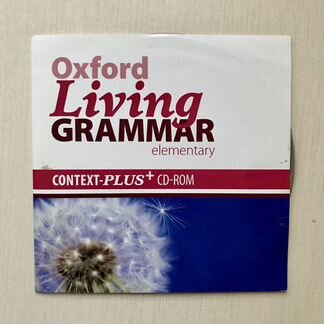 Oxford
Living
GRAMMAR
elementary
CONTEXT-PLUS+ CD-ROM